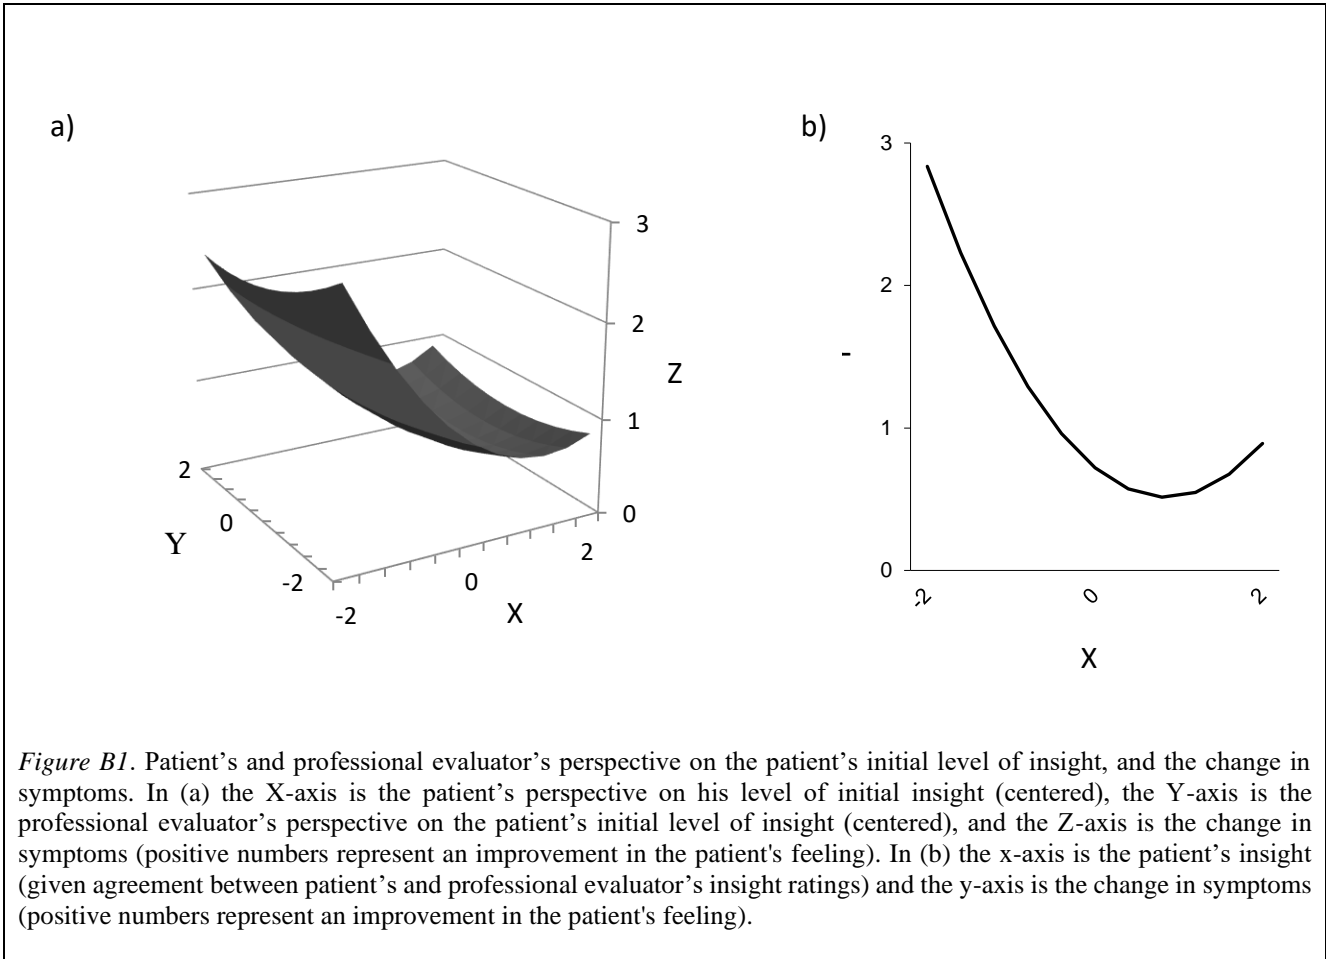 a)
3
2
Z
1
0
2
0
Y
-2
-2
0
2
X
b)
3
2
-
1
0
-2
0
2
X
Figure B1. Patient’s and professional evaluator’s perspective on the patient’s initial level of insight, and the change in
symptoms. In (a) the X-axis is the patient’s perspective on his level of initial insight (centered), the Y-axis is the
professional evaluator’s perspective on the patient’s initial level of insight (centered), and the Z-axis is the change in
symptoms (positive numbers represent an improvement in the patient's feeling). In (b) the x-axis is the patient’s insight
(given agreement between patient’s and professional evaluator’s insight ratings) and the y-axis is the change in symptoms
(positive numbers represent an improvement in the patient's feeling).